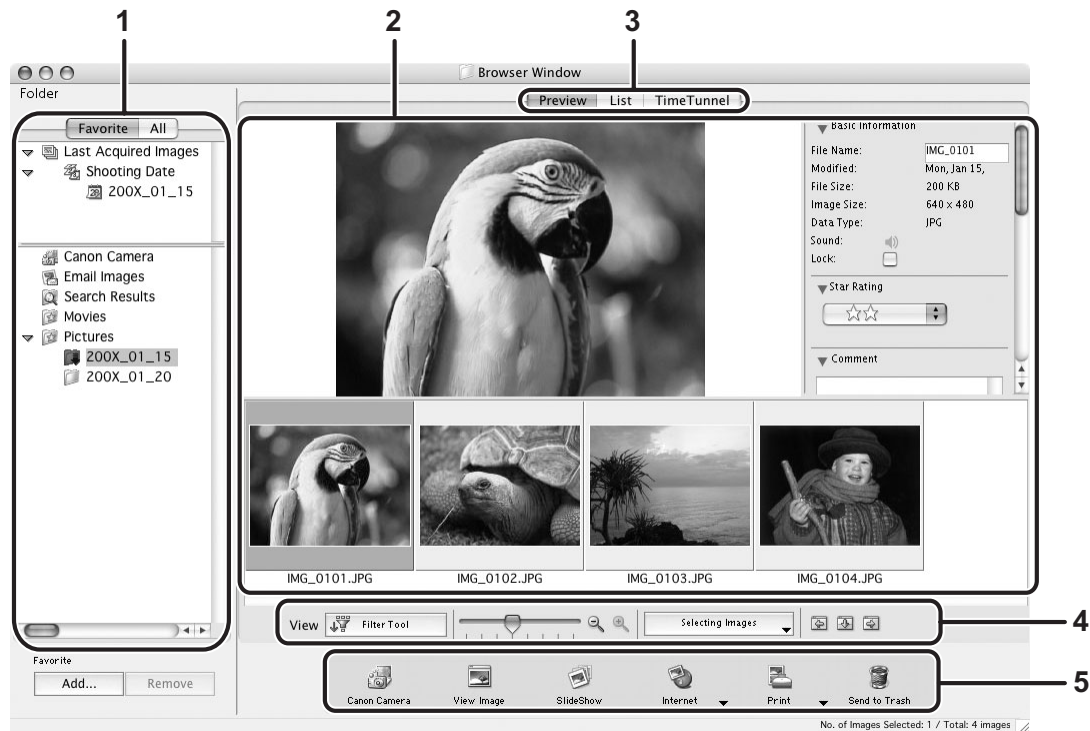 1
2
3
Browser Window
Folder
Preview List TimeTunnel
Favorite All
Last Acquired Images
Shooting Date
200X_01_15
Canon Camera
Email Images
Search Results
Movies
Pictures
200X_01_15
200X_01_20
Basic Information
File Name: IMG_0101
Modified: Mon, Jan 15,
File Size: 200 KB
Image Size: 640 x 480
Data Type: JPG
Sound:
Lock:
Star Rating
Comment
IMG_0101.JPG IMG_0102.JPG IMG_0103.JPG IMG_0104.JPG
View Filter Tool Selecting Images
4
Favorite
Add... Remove
Canon Camera View Image SlideShow Internet Print Send to Trash
5
No. of Images Selected: 1 / Total: 4 images